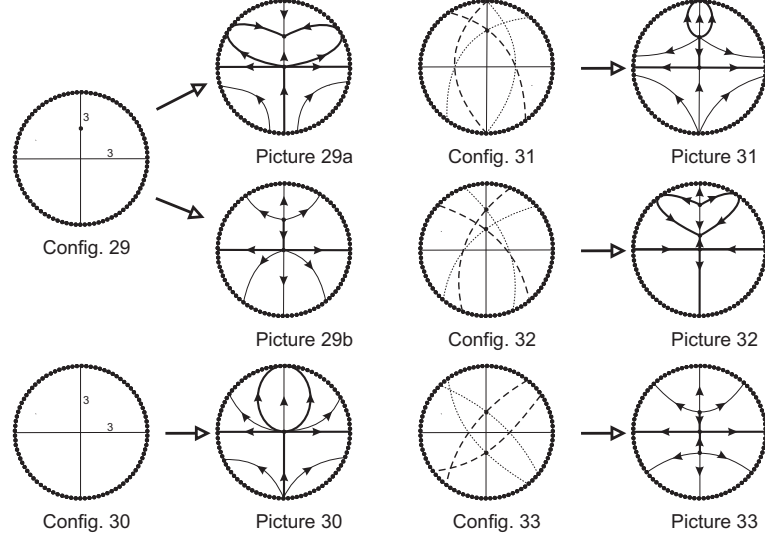 3
3
Config. 29
Picture 29a
Picture 29b
Config. 31
Picture 31
Config. 32
Picture 32
3
3
Config. 30
Picture 30
Config. 33
Picture 33